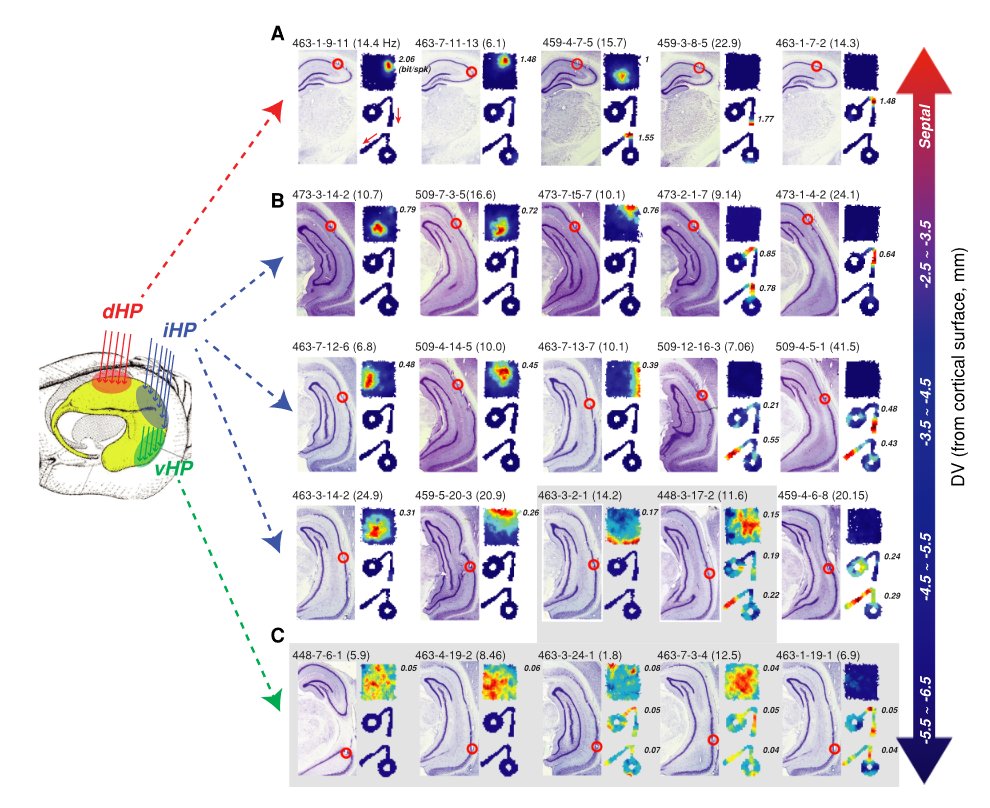 A
463-1-9-11 (14.4 Hz) 463-7-11-13 (6.1) 459-4-7-5 (15.7) 459-3-8-5 (22.9) 463-1-7-2 (14.3)
2.06 1.48 1
(bit/spk)
1.48
1.77
1.55
Septal
B
473-3-14-2 (10.7) 509-7-3-5(16.6) 473-7-t5-7 (10.1) 473-2-1-7 (9.14) 473-1-4-2 (24.1)
0.79 0.72 0.76
0.85 0.64
0.78
-2.5 ~ -3.5
dHP
iHP
vHP
463-7-12-6 (6.8) 509-4-14-5 (10.0) 463-7-13-7 (10.1) 509-12-16-3 (7.06) 509-4-5-1 (41.5)
0.48 0.45 0.39
0.21 0.48
0.55 0.43
-3.5 ~ -4.5
DV (from cortical surface, mm)
463-3-14-2 (24.9) 459-5-20-3 (20.9) 463-3-2-1 (14.2) 448-3-17-2 (11.6) 459-4-6-8 (20.15)
0.31 0.26 0.17 0.15
0.19 0.24
0.22 0.29
-4.5 ~ -5.5
C
448-7-6-1 (5.9) 463-4-19-2 (8.46) 463-3-24-1 (1.8) 463-7-3-4 (12.5) 463-1-19-1 (6.9)
0.05 0.06 0.08 0.04
0.05 0.05
0.07 0.04 0.04
-5.5 ~ -6.5